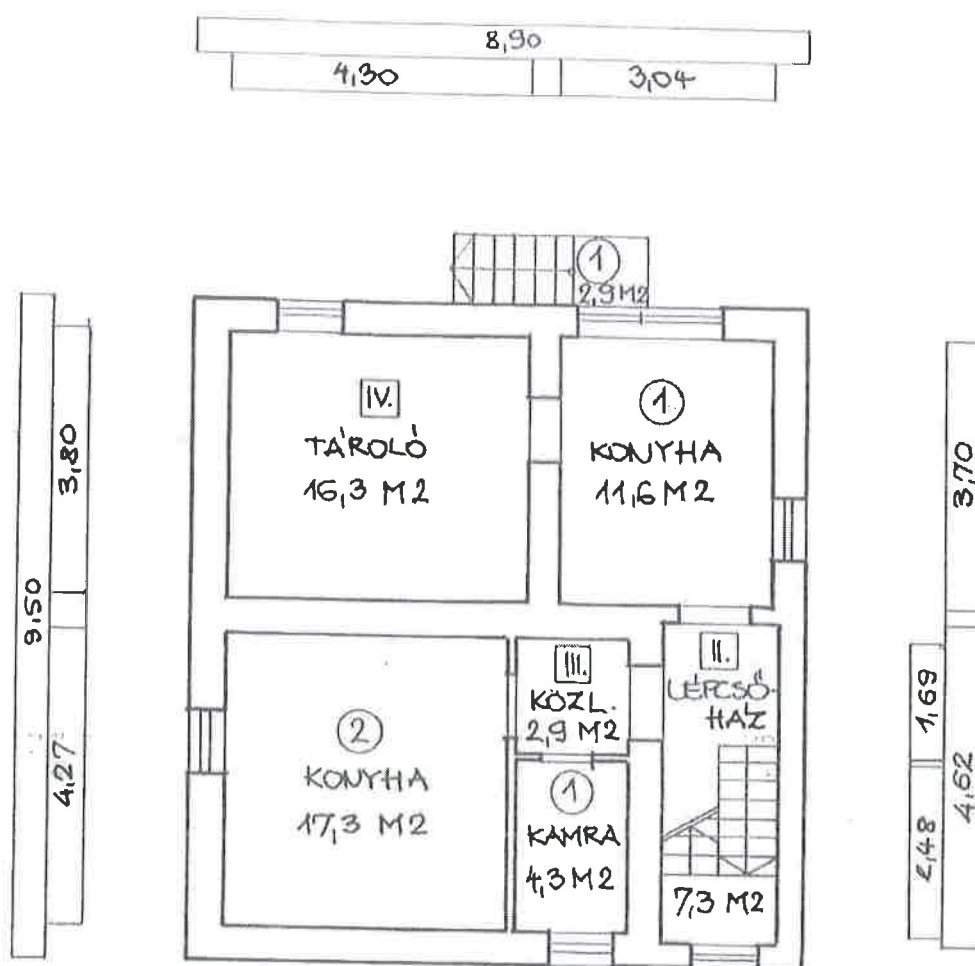 8,90
4,30
3,04
1
2,9 M2
IV.
TÁROLÓ
16,3 M2
1
KONYHA
11,6 M2
3,80
9,50
4,27
3,70
1,69
4,62
2,48
2
KONYHA
17,3 M2
III.
KÖZL.
2,9 M2
1
KAMRA
4,3 M2
II.
LÉPCSŐ-
HÁZ
7,3 M2